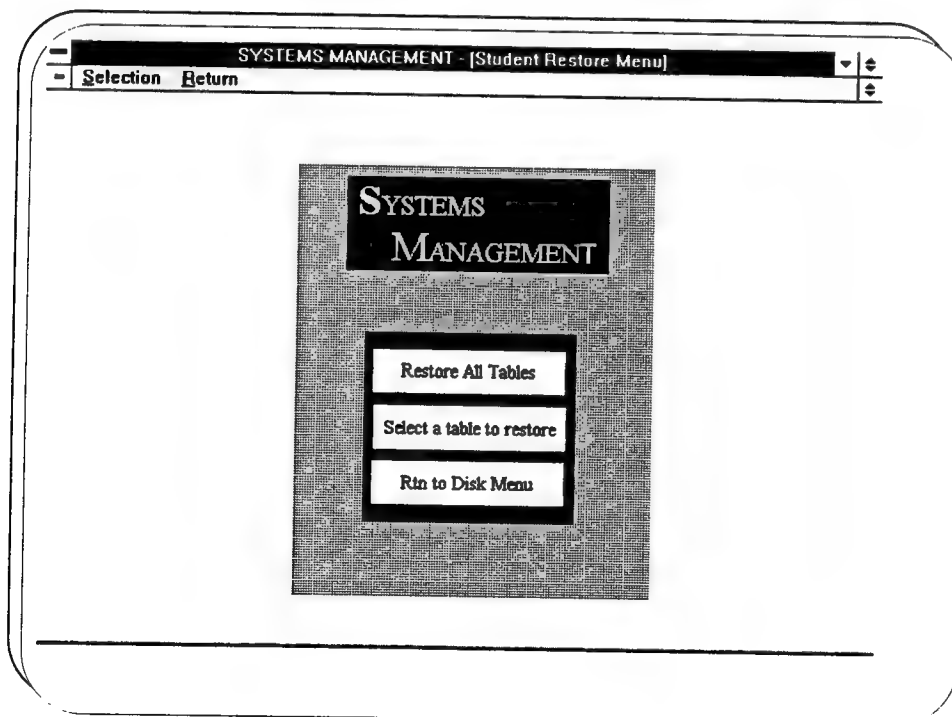 SYSTEMS MANAGEMENT - [Student Restore Menu]
Selection Return
SYSTEMS
MANAGEMENT
Restore All Tables
Select a table to restore
Rtn to Disk Menu